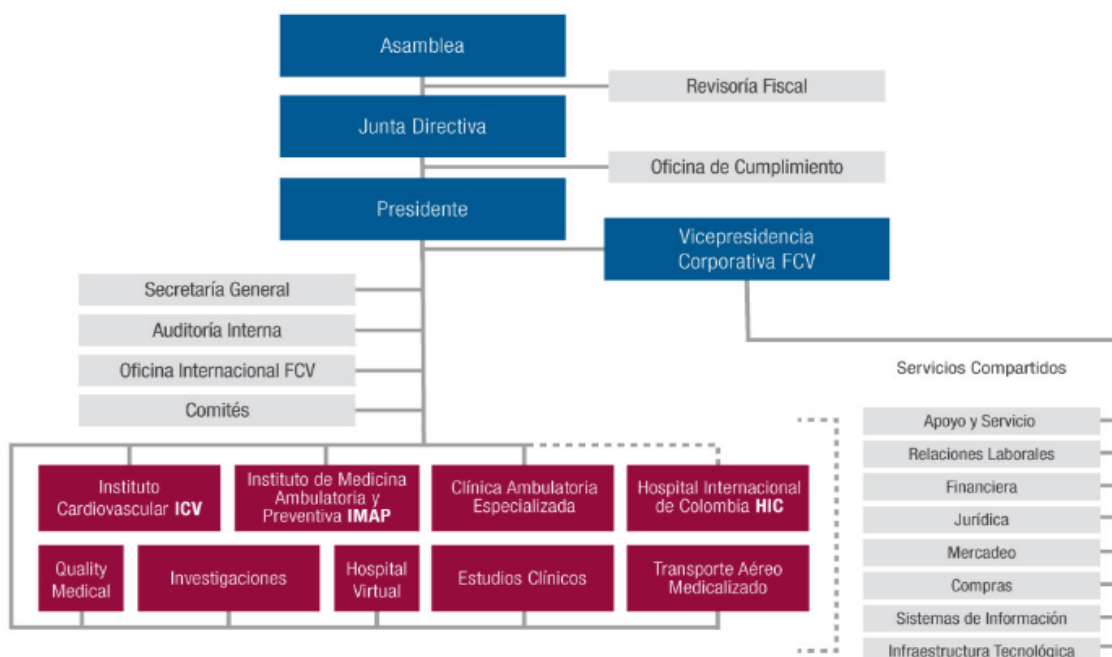 Asamblea
Revisoría Fiscal
Junta Directiva
Oficina de Cumplimiento
Presidente
Vicepresidencia
Corporativa FCV
Secretaría General
Auditoría Interna
Oficina Internacional FCV
Comités
Servicios Compartidos
Apoyo y Servicio
Relaciones Laborales
Financiera
Jurídica
Mercadeo
Compras
Sistemas de Información
Infraestructura Tecnológica
Instituto
Cardiovascular ICV
Instituto de Medicina
Ambulatoria y
Preventiva IMAP
Clínica Ambulatoria
Especializada
Hospital Internacional
de Colombia HIC
Quality
Medical
Investigaciones
Hospital
Virtual
Estudios Clínicos
Transporte Aéreo
Medicalizado